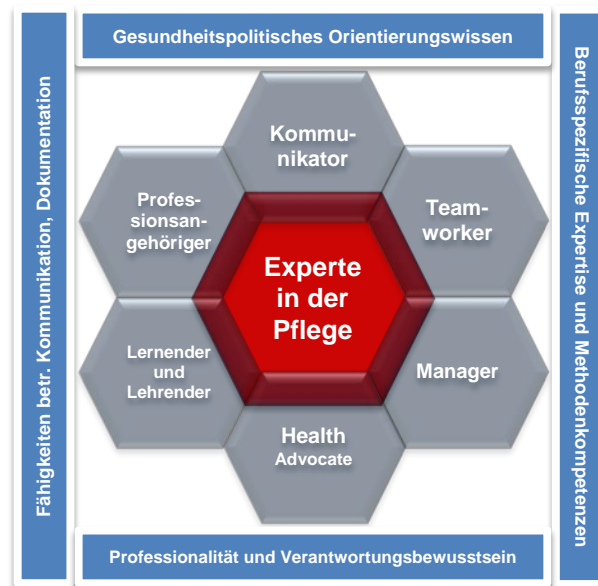 Gesundheitspolitisches Orientierungswissen
Fähigkeiten betr. Kommunikation, Dokumentation
Kommu-
nikator
Profes-
sionsan-
gehöriger
Team-
worker
Experte
in der
Pflege
Lernender
und
Lehrender
Manager
Health
Advocate
Berufsspezifische Expertise und Methodenkompetenzen
Professionalität und Verantwortungsbewusstsein